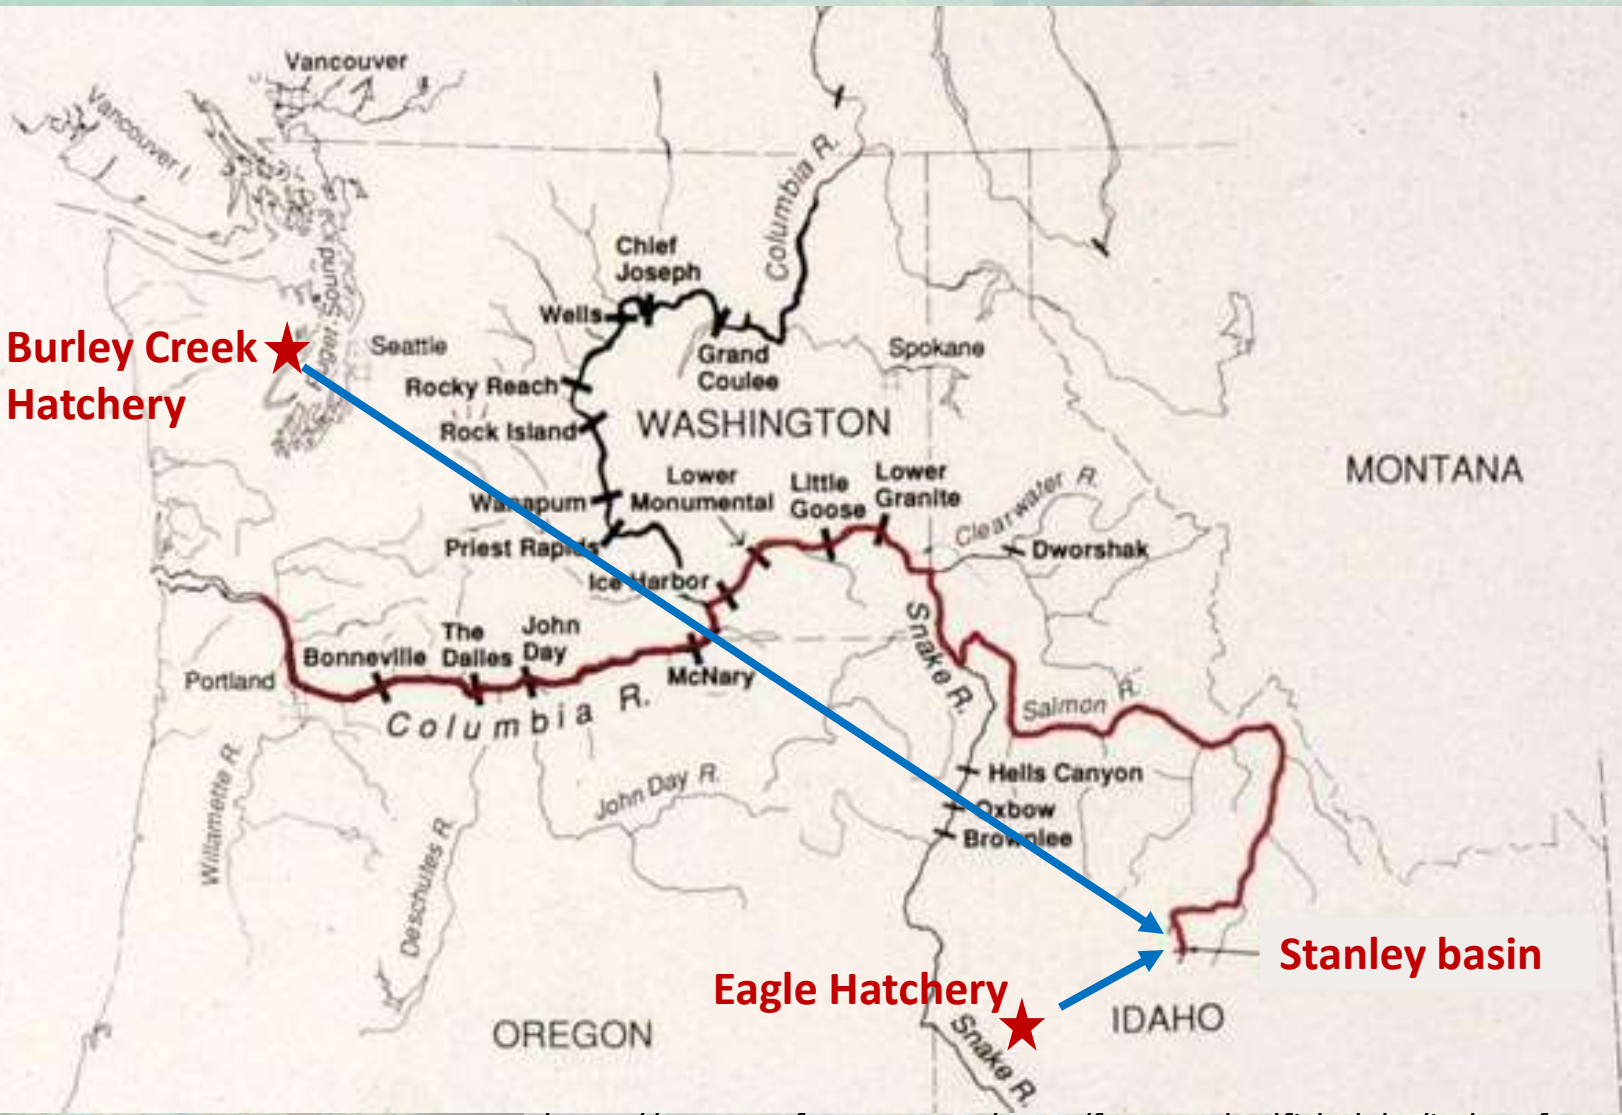 Vancouver
Vancouver I.
Puget Sound
Columbia R.
Chief
Joseph
Wells
Burley Creek
Hatchery
Seattle
Grand
Coulee
Spokane
Rocky Reach
Rock Island
WASHINGTON
MONTANA
Wanapum
Lower
Monumental
Little
Goose
Lower
Granite
Clearwater R.
Priest Rapids
Dworshak
Ice Harbor
Snake R.
The
Dalles
John
Day
Bonneville
Portland
McNary
Columbia R.
Salmon R.
Willamette R.
John Day R.
Hells Canyon
Oxbow
Brownlee
Deschutes R.
Stanley basin
Eagle Hatchery
IDAHO
OREGON
Snake R.